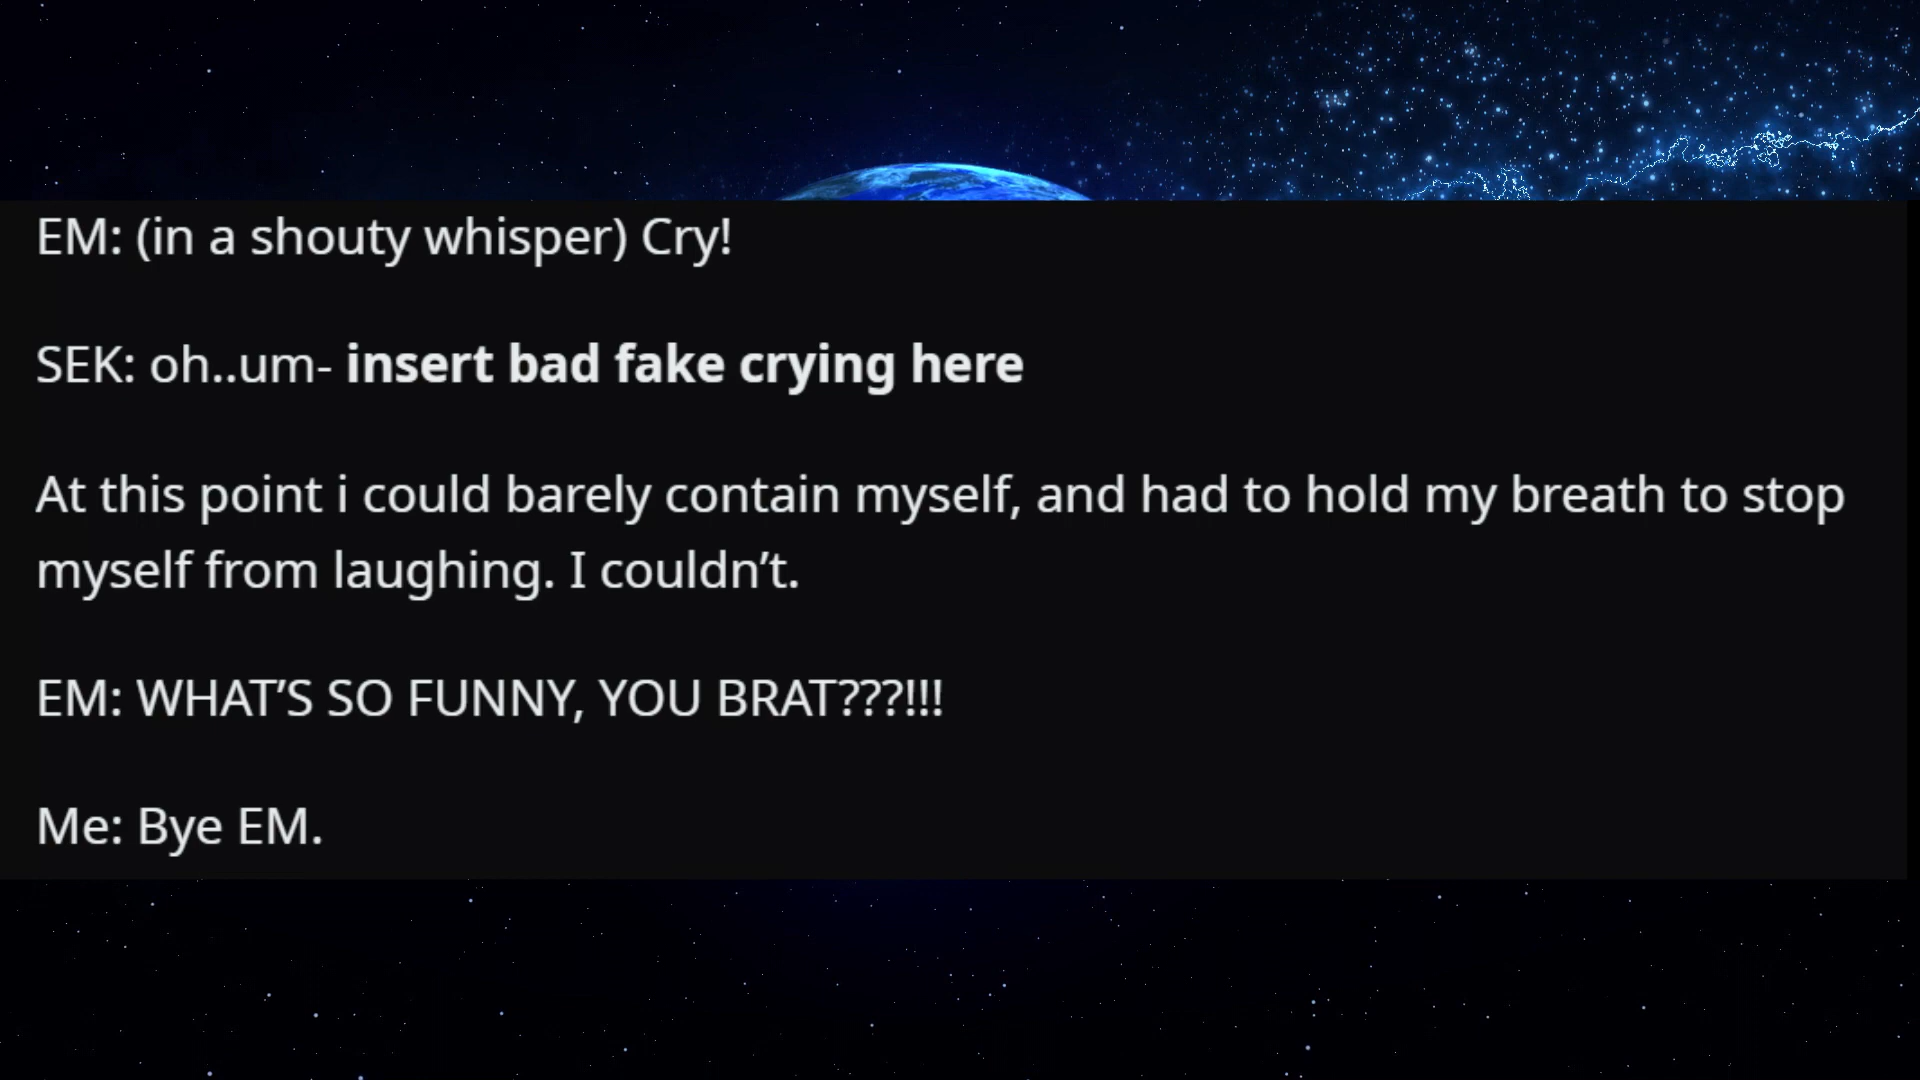 EM: (in a shouty whisper) Cry!
SEK: oh..um- insert bad fake crying here
At this point i could barely contain myself, and had to hold my breath to stop
myself from laughing. I couldn’t.
EM: WHAT’S SO FUNNY, YOU BRAT???!!!
Me: Bye EM.